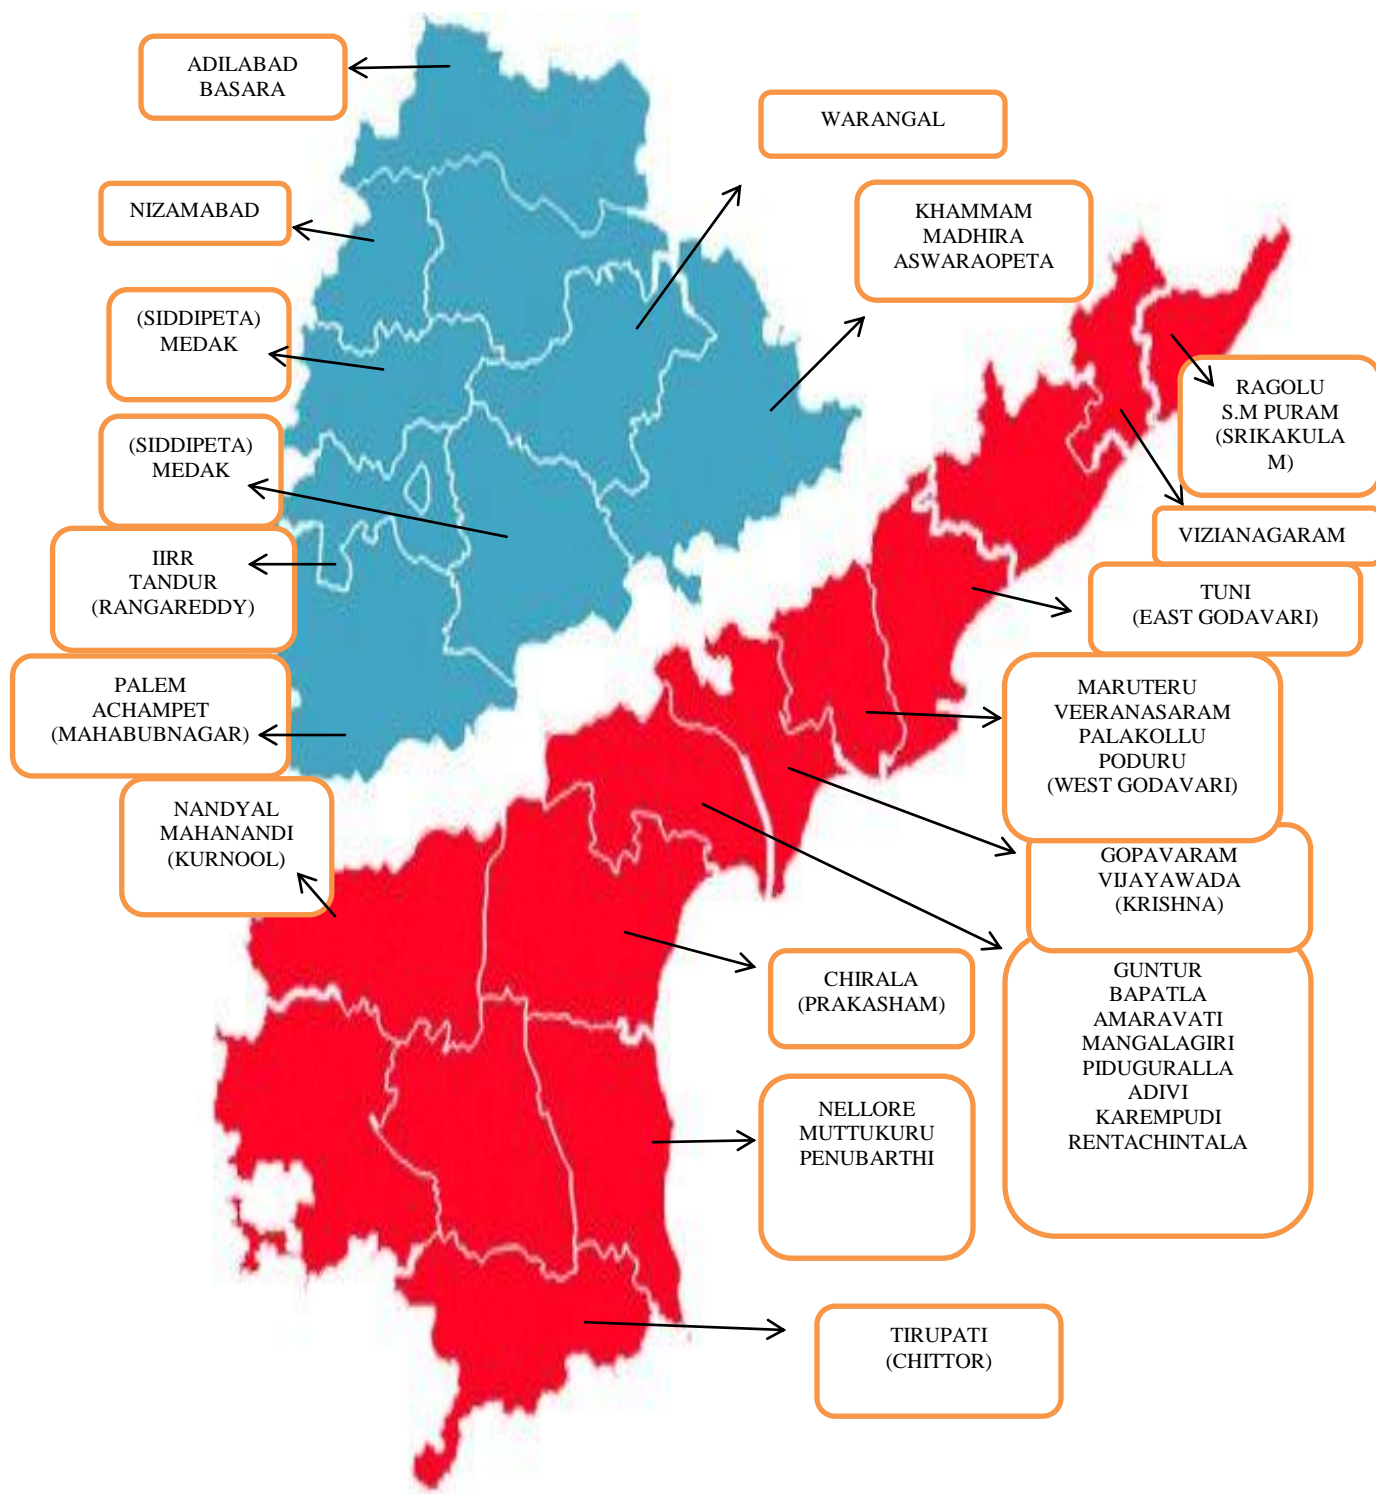 ADILABAD
BASARA
WARANGAL
NIZAMABAD
KHAMMAM
MADHIRA
ASWARAOPETA
(SIDDIPETA)
MEDAK
RAGOLU
S.M PURAM
(SRIKAKULA
M)
(SIDDIPETA)
MEDAK
VIZIANAGARAM
IIRR
TANDUR
(RANGAREDDY)
TUNI
(EAST GODAVARI)
PALEM
ACHAMPET
(MAHABUBNAGAR)
MARUTERU
VEERANASARAM
PALAKOLLU
PODURU
(WEST GODAVARI)
NANDYAL
MAHANANDI
(KURNOOL)
GOPAVARAM
VIJAYAWADA
(KRISHNA)
CHIRALA
(PRAKASHAM)
GUNTUR
BAPATLA
AMARAVATI
MANGALAGIRI
PIDUGURALLA
ADIVI
KAREMPUDI
RENTACHINTALA
NELLORE
MUTTUKURU
PENUBARTHI
TIRUPATI
(CHITTOR)